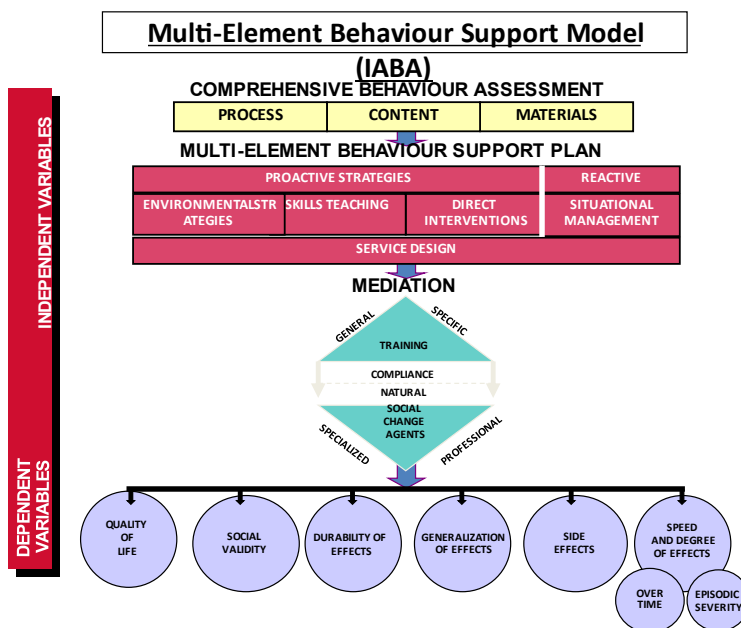 Multi-Element Behaviour Support Model
(IABA)
COMPREHENSIVE BEHAVIOUR ASSESSMENT
PROCESS
CONTENT
MATERIALS
MULTI-ELEMENT BEHAVIOUR SUPPORT PLAN
PROACTIVE STRATEGIES
REACTIVE
ENVIRONMENTALSTR
ATEGIES
SKILLS TEACHING
DIRECT
INTERVENTIONS
SITUATIONAL
MANAGEMENT
SERVICE DESIGN
MEDIATION
GENERAL
SPECIFIC
TRAINING
COMPLIANCE
NATURAL
SOCIAL
CHANGE
AGENTS
SPECIALIZED
PROFESSIONAL
INDEPENDENT VARIABLES
DEPENDENT
VARIABLES
QUALITY
OF
LIFE
SOCIAL
VALIDITY
DURABILITY OF
EFFECTS
GENERALIZATION
OF EFFECTS
SIDE
EFFECTS
SPEED
AND DEGREE
OF EFFECTS
OVER
TIME
EPISODIC
SEVERITY